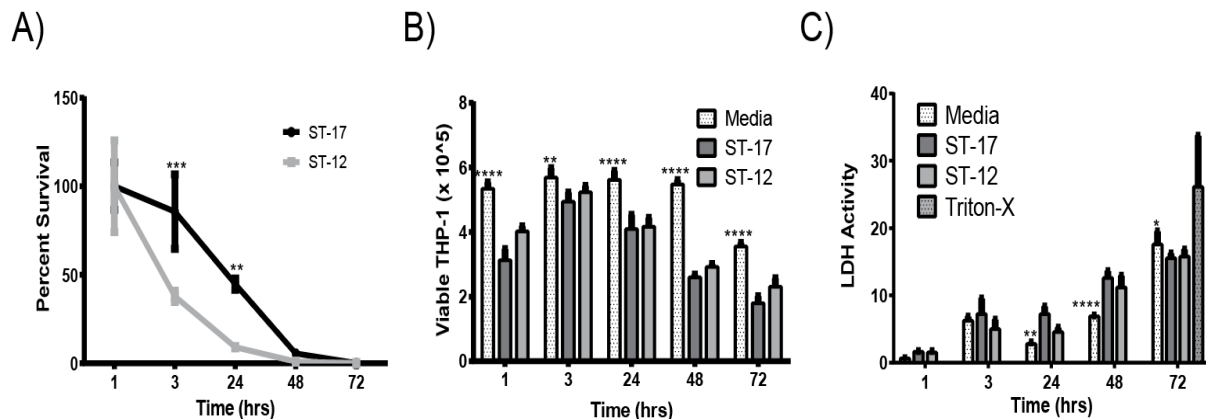 A)
Percent Survival
150
100
50
0
***
**
ST-17
ST-12
1 3 24 48 72
Time (hrs)
B)
Viable THP-1 (x 10^5)
8
6
4
2
0
****
**
****
****
****
Media
ST-17
ST-12
1 3 24 48 72
Time (hrs)
C)
LDH Activity
40
30
20
10
0
Media
ST-17
ST-12
Triton-X
**
****
*
1 3 24 48 72
Time (hrs)